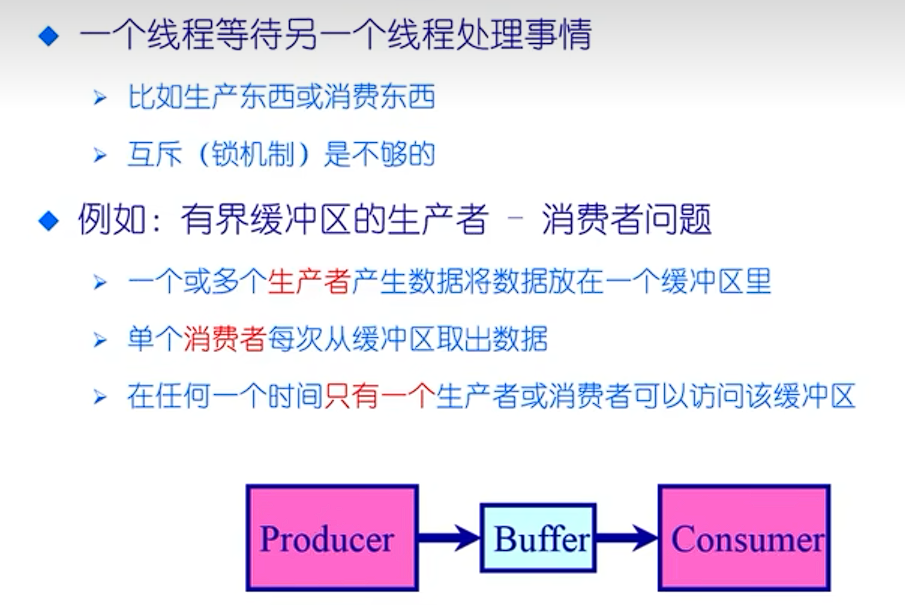 一个线程等待另一个线程处理事情
比如生产东西或消费东西
互斥（锁机制）是不够的
例如：有界缓冲区的生产者 – 消费者问题
一个或多个生产者产生数据将数据放在一个缓冲区里
单个消费者每次从缓冲区取出数据
在任何一个时间只有一个生产者或消费者可以访问该缓冲区
Producer
Buffer
Consumer